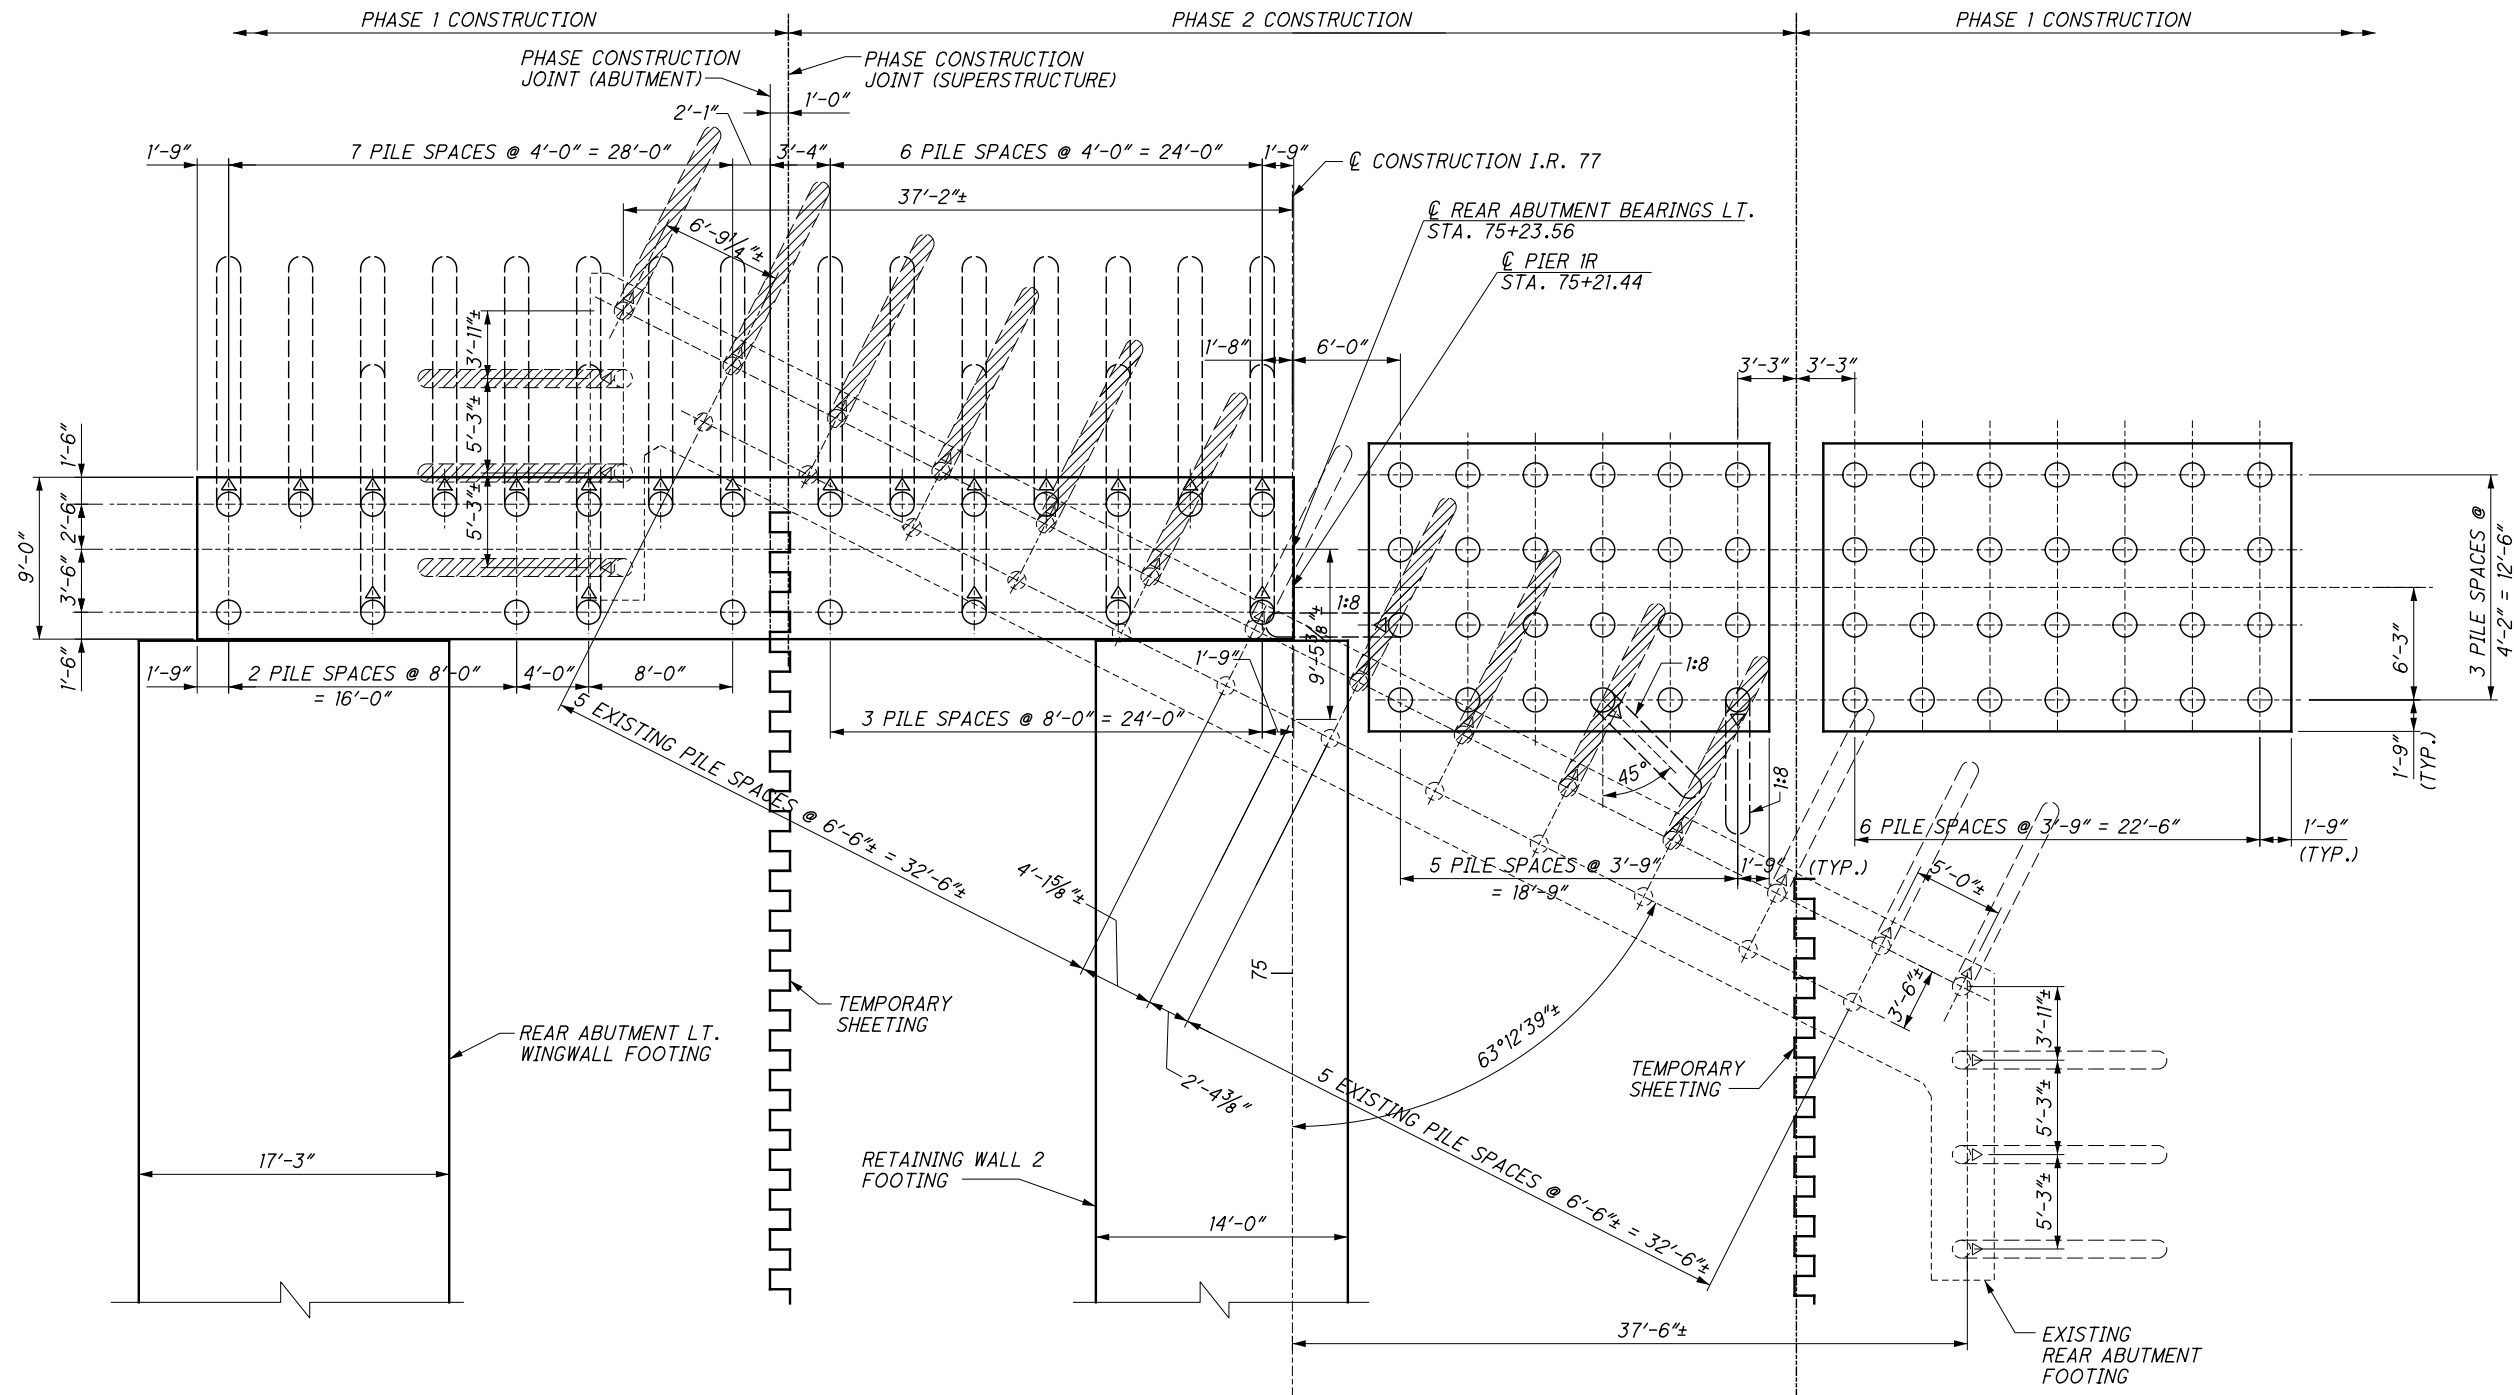 PHASE 1 CONSTRUCTION
PHASE 2 CONSTRUCTION
PHASE 1 CONSTRUCTION
PHASE CONSTRUCTION
JOINT (ABUTMENT)
PHASE CONSTRUCTION
JOINT (SUPERSTRUCTURE)
1'-0"
2'-1"
1'-9"
7 PILE SPACES @ 4'-0" = 28'-0"
3'-4"
6 PILE SPACES @ 4'-0" = 24'-0"
1'-9"
℄ CONSTRUCTION I.R. 77
37'-2"±
6'-9¼"±
℄ REAR ABUTMENT BEARINGS LT.
STA. 75+23.56
℄ PIER 1R
STA. 75+21.44
3'-11"±
5'-3"±
5'-3"±
1'-8"
6'-0"
3'-3"
3'-3"
1'-6"
2'-6"
3'-6"
1'-6"
9'-0"
1:8
9'-5⅜"±
1'-9"
1:8
45°
1:8
3 PILE SPACES @
4'-2" = 12'-6"
6'-3"
1'-9"
(TYP.)
1'-9"
2 PILE SPACES @ 8'-0"
= 16'-0"
4'-0"
8'-0"
3 PILE SPACES @ 8'-0" = 24'-0"
5 EXISTING PILE SPACES @ 6'-6"± = 32'-6"±
6 PILE SPACES @ 3'-9" = 22'-6"
1'-9"
(TYP.)
5 PILE SPACES @ 3'-9"
= 18'-9"
1'-9" (TYP.)
4'-1⅝"±
5'-0"±
3'-6"±
75
TEMPORARY
SHEETING
REAR ABUTMENT LT.
WINGWALL FOOTING
2'-4⅜"
63°12'39"±
5 EXISTING PILE SPACES @ 6'-6"± = 32'-6"±
TEMPORARY
SHEETING
3'-11"±
5'-3"±
5'-3"±
17'-3"
RETAINING WALL 2
FOOTING
14'-0"
37'-6"±
EXISTING
REAR ABUTMENT
FOOTING